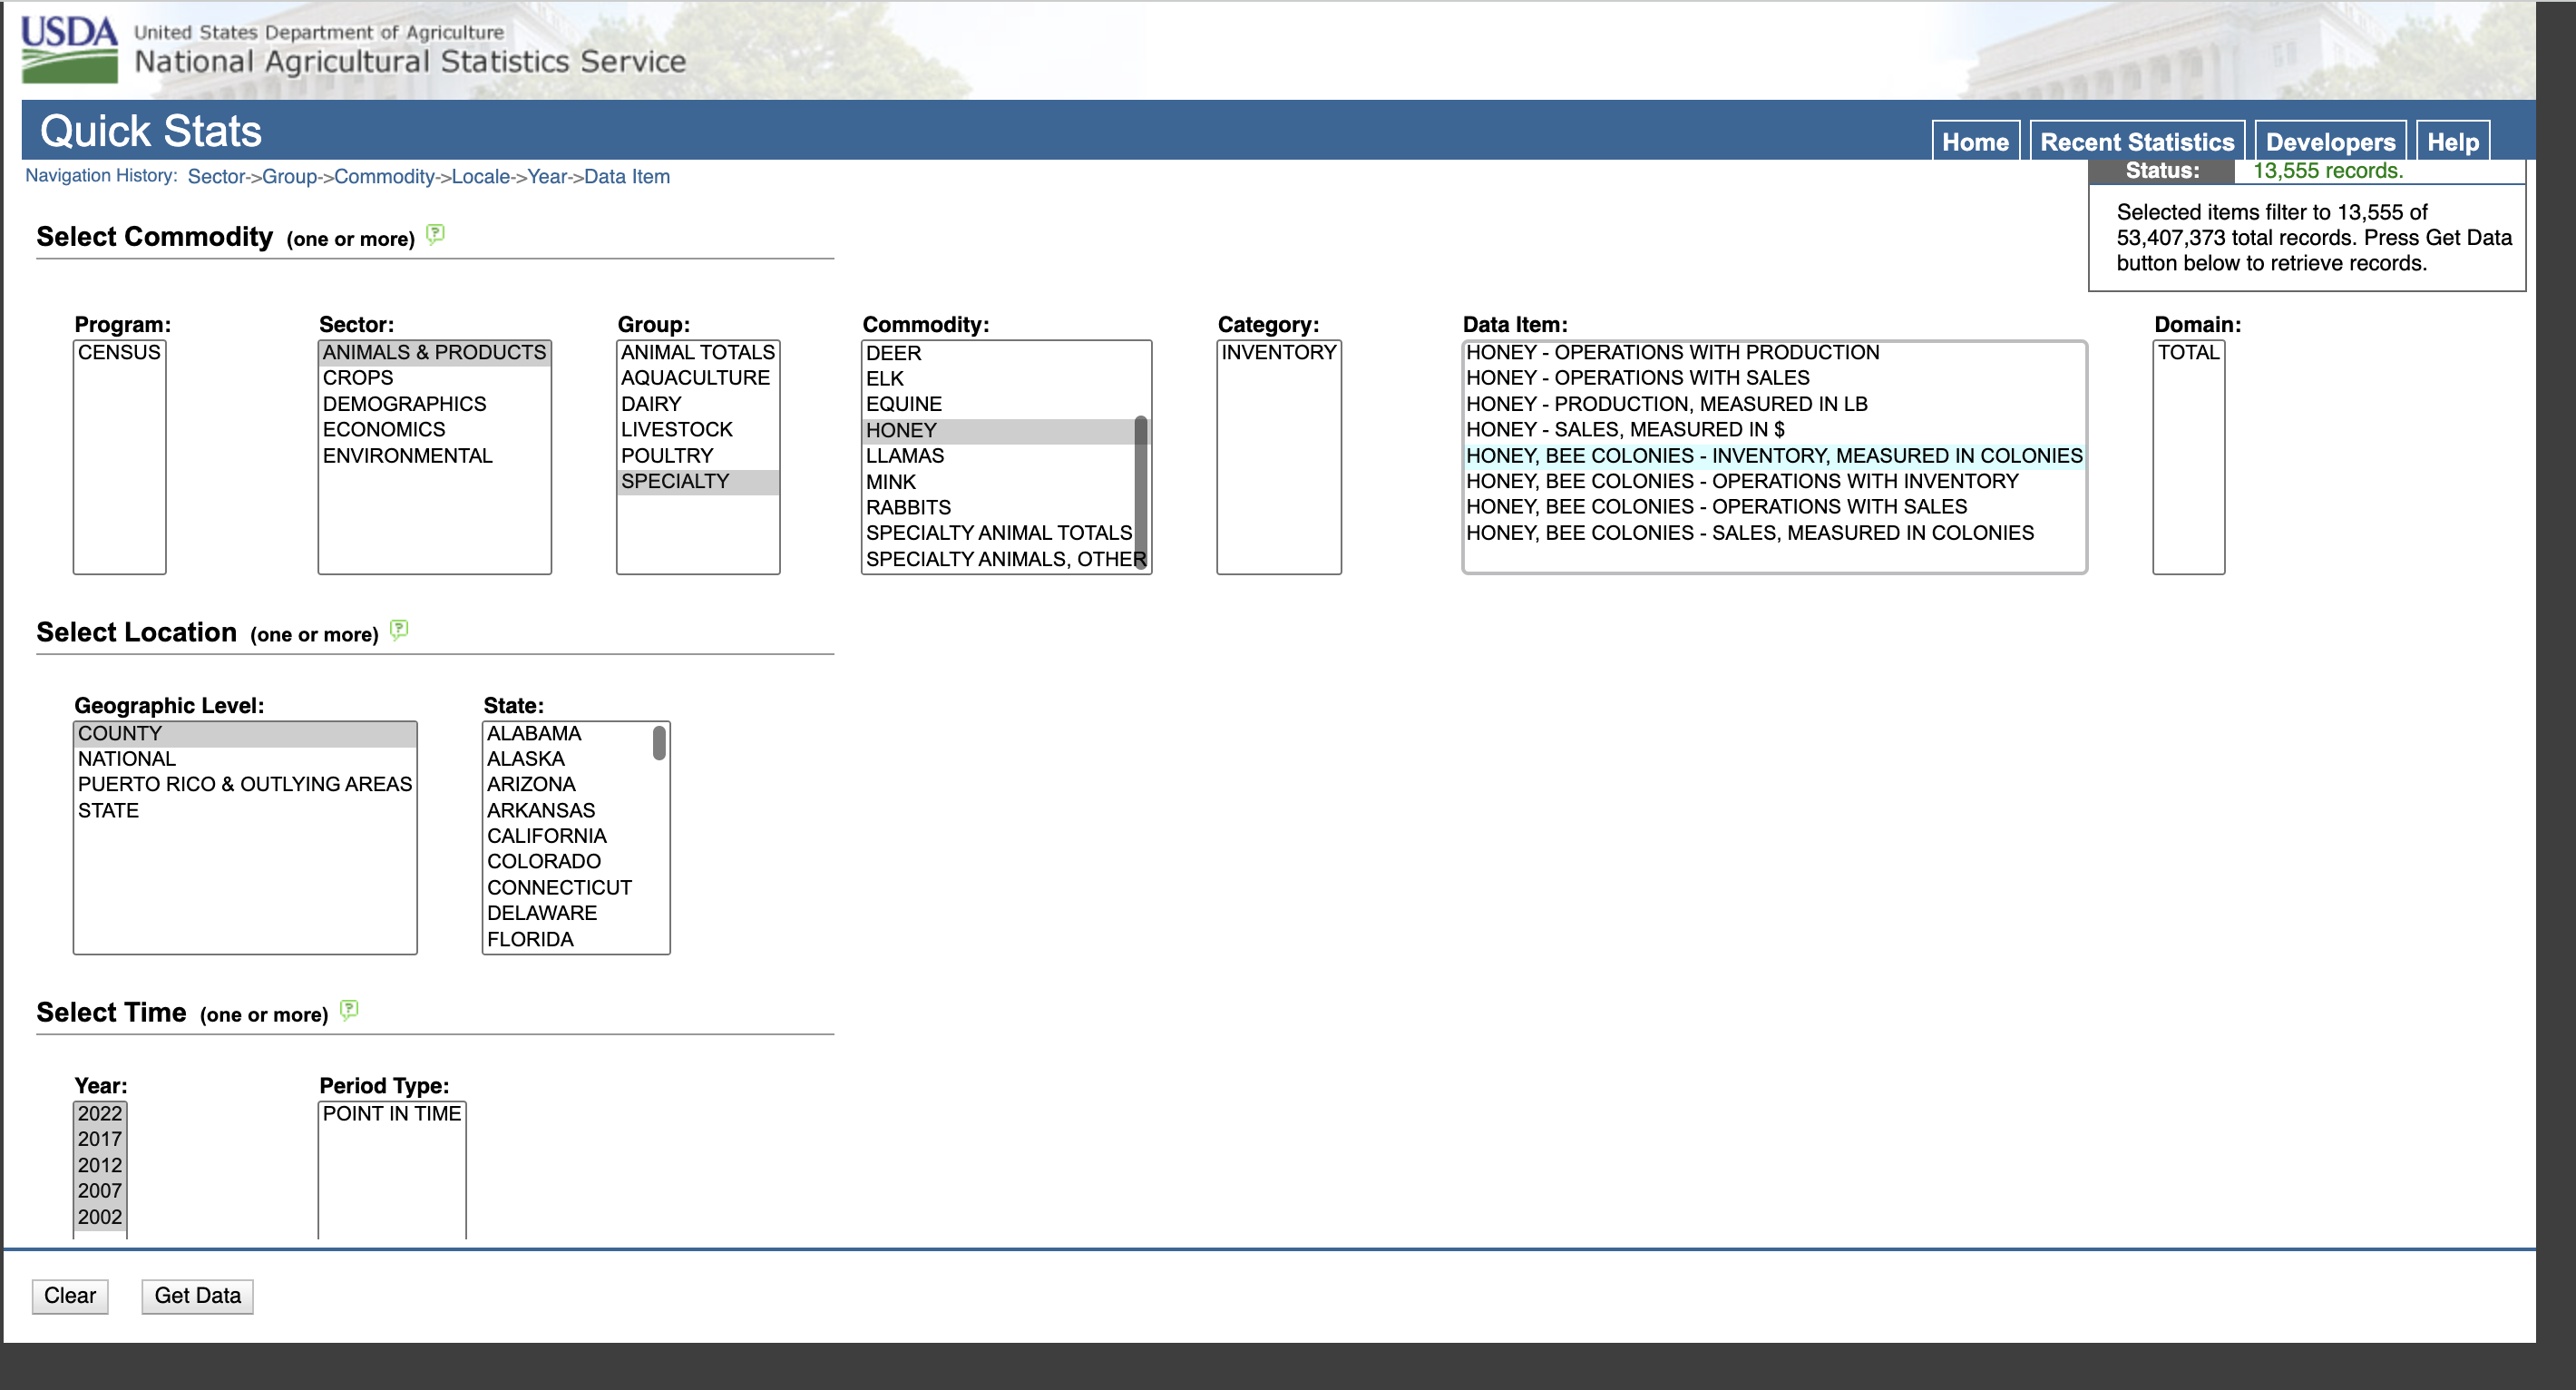 USDA United States Department of Agriculture
National Agricultural Statistics Service
Quick Stats
Home Recent Statistics Developers Help
Navigation History: Sector->Group->Commodity->Locale->Year->Data Item
Status: 13,555 records.
Selected items filter to 13,555 of
53,407,373 total records. Press Get Data
button below to retrieve records.
Select Commodity (one or more) ?
Program:
CENSUS
Sector:
ANIMALS & PRODUCTS
CROPS
DEMOGRAPHICS
ECONOMICS
ENVIRONMENTAL
Group:
ANIMAL TOTALS
AQUACULTURE
DAIRY
LIVESTOCK
POULTRY
SPECIALTY
Commodity:
DEER
ELK
EQUINE
HONEY
LLAMAS
MINK
RABBITS
SPECIALTY ANIMAL TOTALS
SPECIALTY ANIMALS, OTHER
Category:
INVENTORY
Data Item:
HONEY - OPERATIONS WITH PRODUCTION
HONEY - OPERATIONS WITH SALES
HONEY - PRODUCTION, MEASURED IN LB
HONEY - SALES, MEASURED IN $
HONEY, BEE COLONIES - INVENTORY, MEASURED IN COLONIES
HONEY, BEE COLONIES - OPERATIONS WITH INVENTORY
HONEY, BEE COLONIES - OPERATIONS WITH SALES
HONEY, BEE COLONIES - SALES, MEASURED IN COLONIES
Domain:
TOTAL
Select Location (one or more) ?
Geographic Level:
COUNTY
NATIONAL
PUERTO RICO & OUTLYING AREAS
STATE
State:
ALABAMA
ALASKA
ARIZONA
ARKANSAS
CALIFORNIA
COLORADO
CONNECTICUT
DELAWARE
FLORIDA
Select Time (one or more) ?
Year:
2022
2017
2012
2007
2002
Period Type:
POINT IN TIME
Clear Get Data